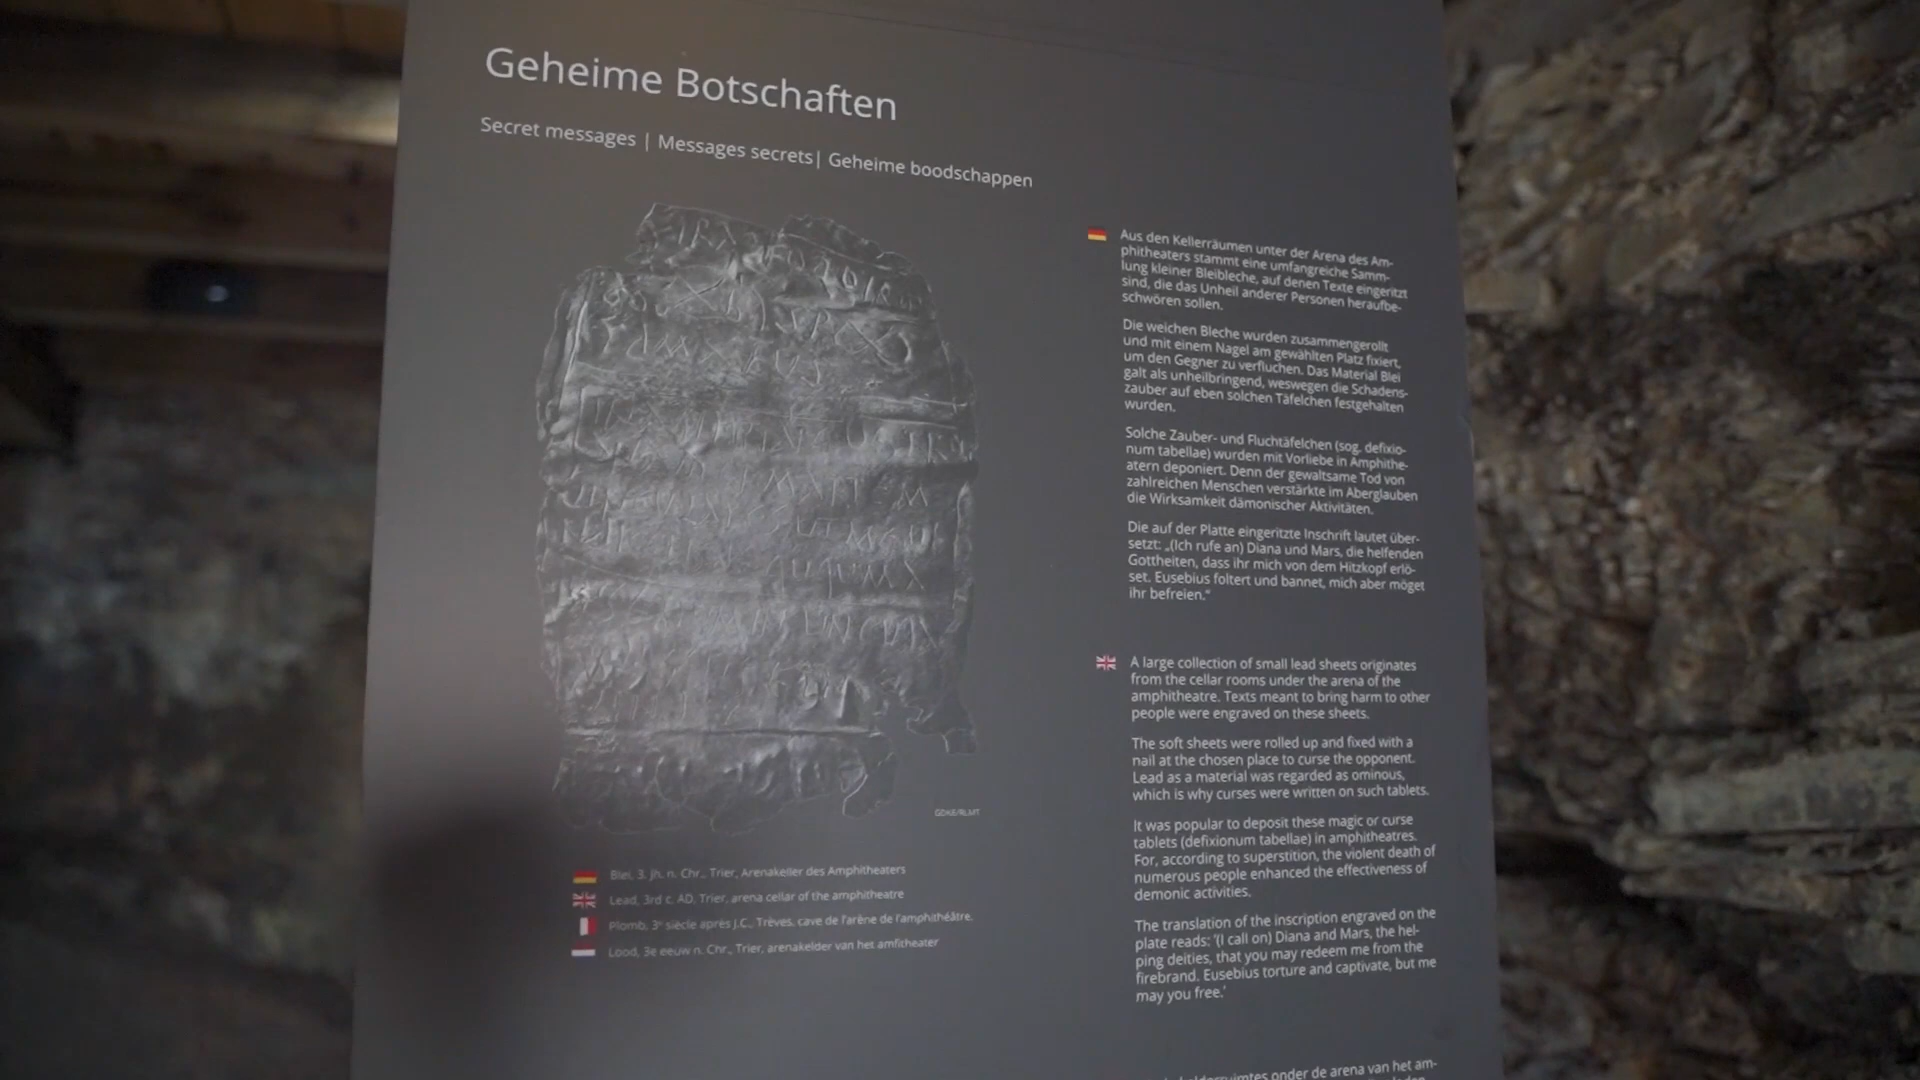 Geheime Botschaften
Secret messages | Messages secrets| Geheime boodschappen
Aus den Kellerräumen unter der Arena des Am-
phitheaters stammt eine umfangreiche Samm-
lung kleiner Bleibleche, auf denen Texte eingeritzt
sind, die das Unheil anderer Personen heraufbe-
schwören sollen.
Die weichen Bleche wurden zusammengerollt
und mit einem Nagel am gewählten Platz fixiert,
um den Gegner zu verfluchen. Das Material Blei
galt als unheilbringend, weswegen die Schadens-
zauber auf eben solchen Täfelchen festgehalten
wurden.
Solche Zauber- und Fluchtäfelchen (sog. defixio-
num tabellae) wurden mit Vorliebe in Amphithe-
atern deponiert. Denn der gewaltsame Tod von
zahlreichen Menschen verstärkte im Aberglauben
die Wirksamkeit dämonischer Aktivitäten.
Die auf der Platte eingeritzte Inschrift lautet über-
setzt: „(Ich rufe an) Diana und Mars, die helfenden
Gottheiten, dass ihr mich von dem Hitzkopf erlö-
set. Eusebius foltert und bannet, mich aber möget
ihr befreien.“
A large collection of small lead sheets originates
from the cellar rooms under the arena of the
amphitheatre. Texts meant to bring harm to other
people were engraved on these sheets.
The soft sheets were rolled up and fixed with a
nail at the chosen place to curse the opponent.
Lead as a material was regarded as ominous,
which is why curses were written on such tablets.
It was popular to deposit these magic or curse
tablets (defixionum tabellae) in amphitheatres.
For, according to superstition, the violent death of
numerous people enhanced the effectiveness of
demonic activities.
The translation of the inscription engraved on the
plate reads: '(I call on) Diana and Mars, the hel-
ping deities, that you may redeem me from the
firebrand. Eusebius torture and captivate, but me
may you free.'
onder de arena van het am-
GDKE/RLMT
Blei, 3. Jh. n. Chr., Trier, Arenakeller des Amphitheaters
Lead, 3rd c. AD, Trier, arena cellar of the amphitheatre
Plomb, 3e siècle après J.C., Trèves, cave de l'arène de l'amphithéâtre.
Lood, 3e eeuw n. Chr., Trier, arenakelder van het amfitheater